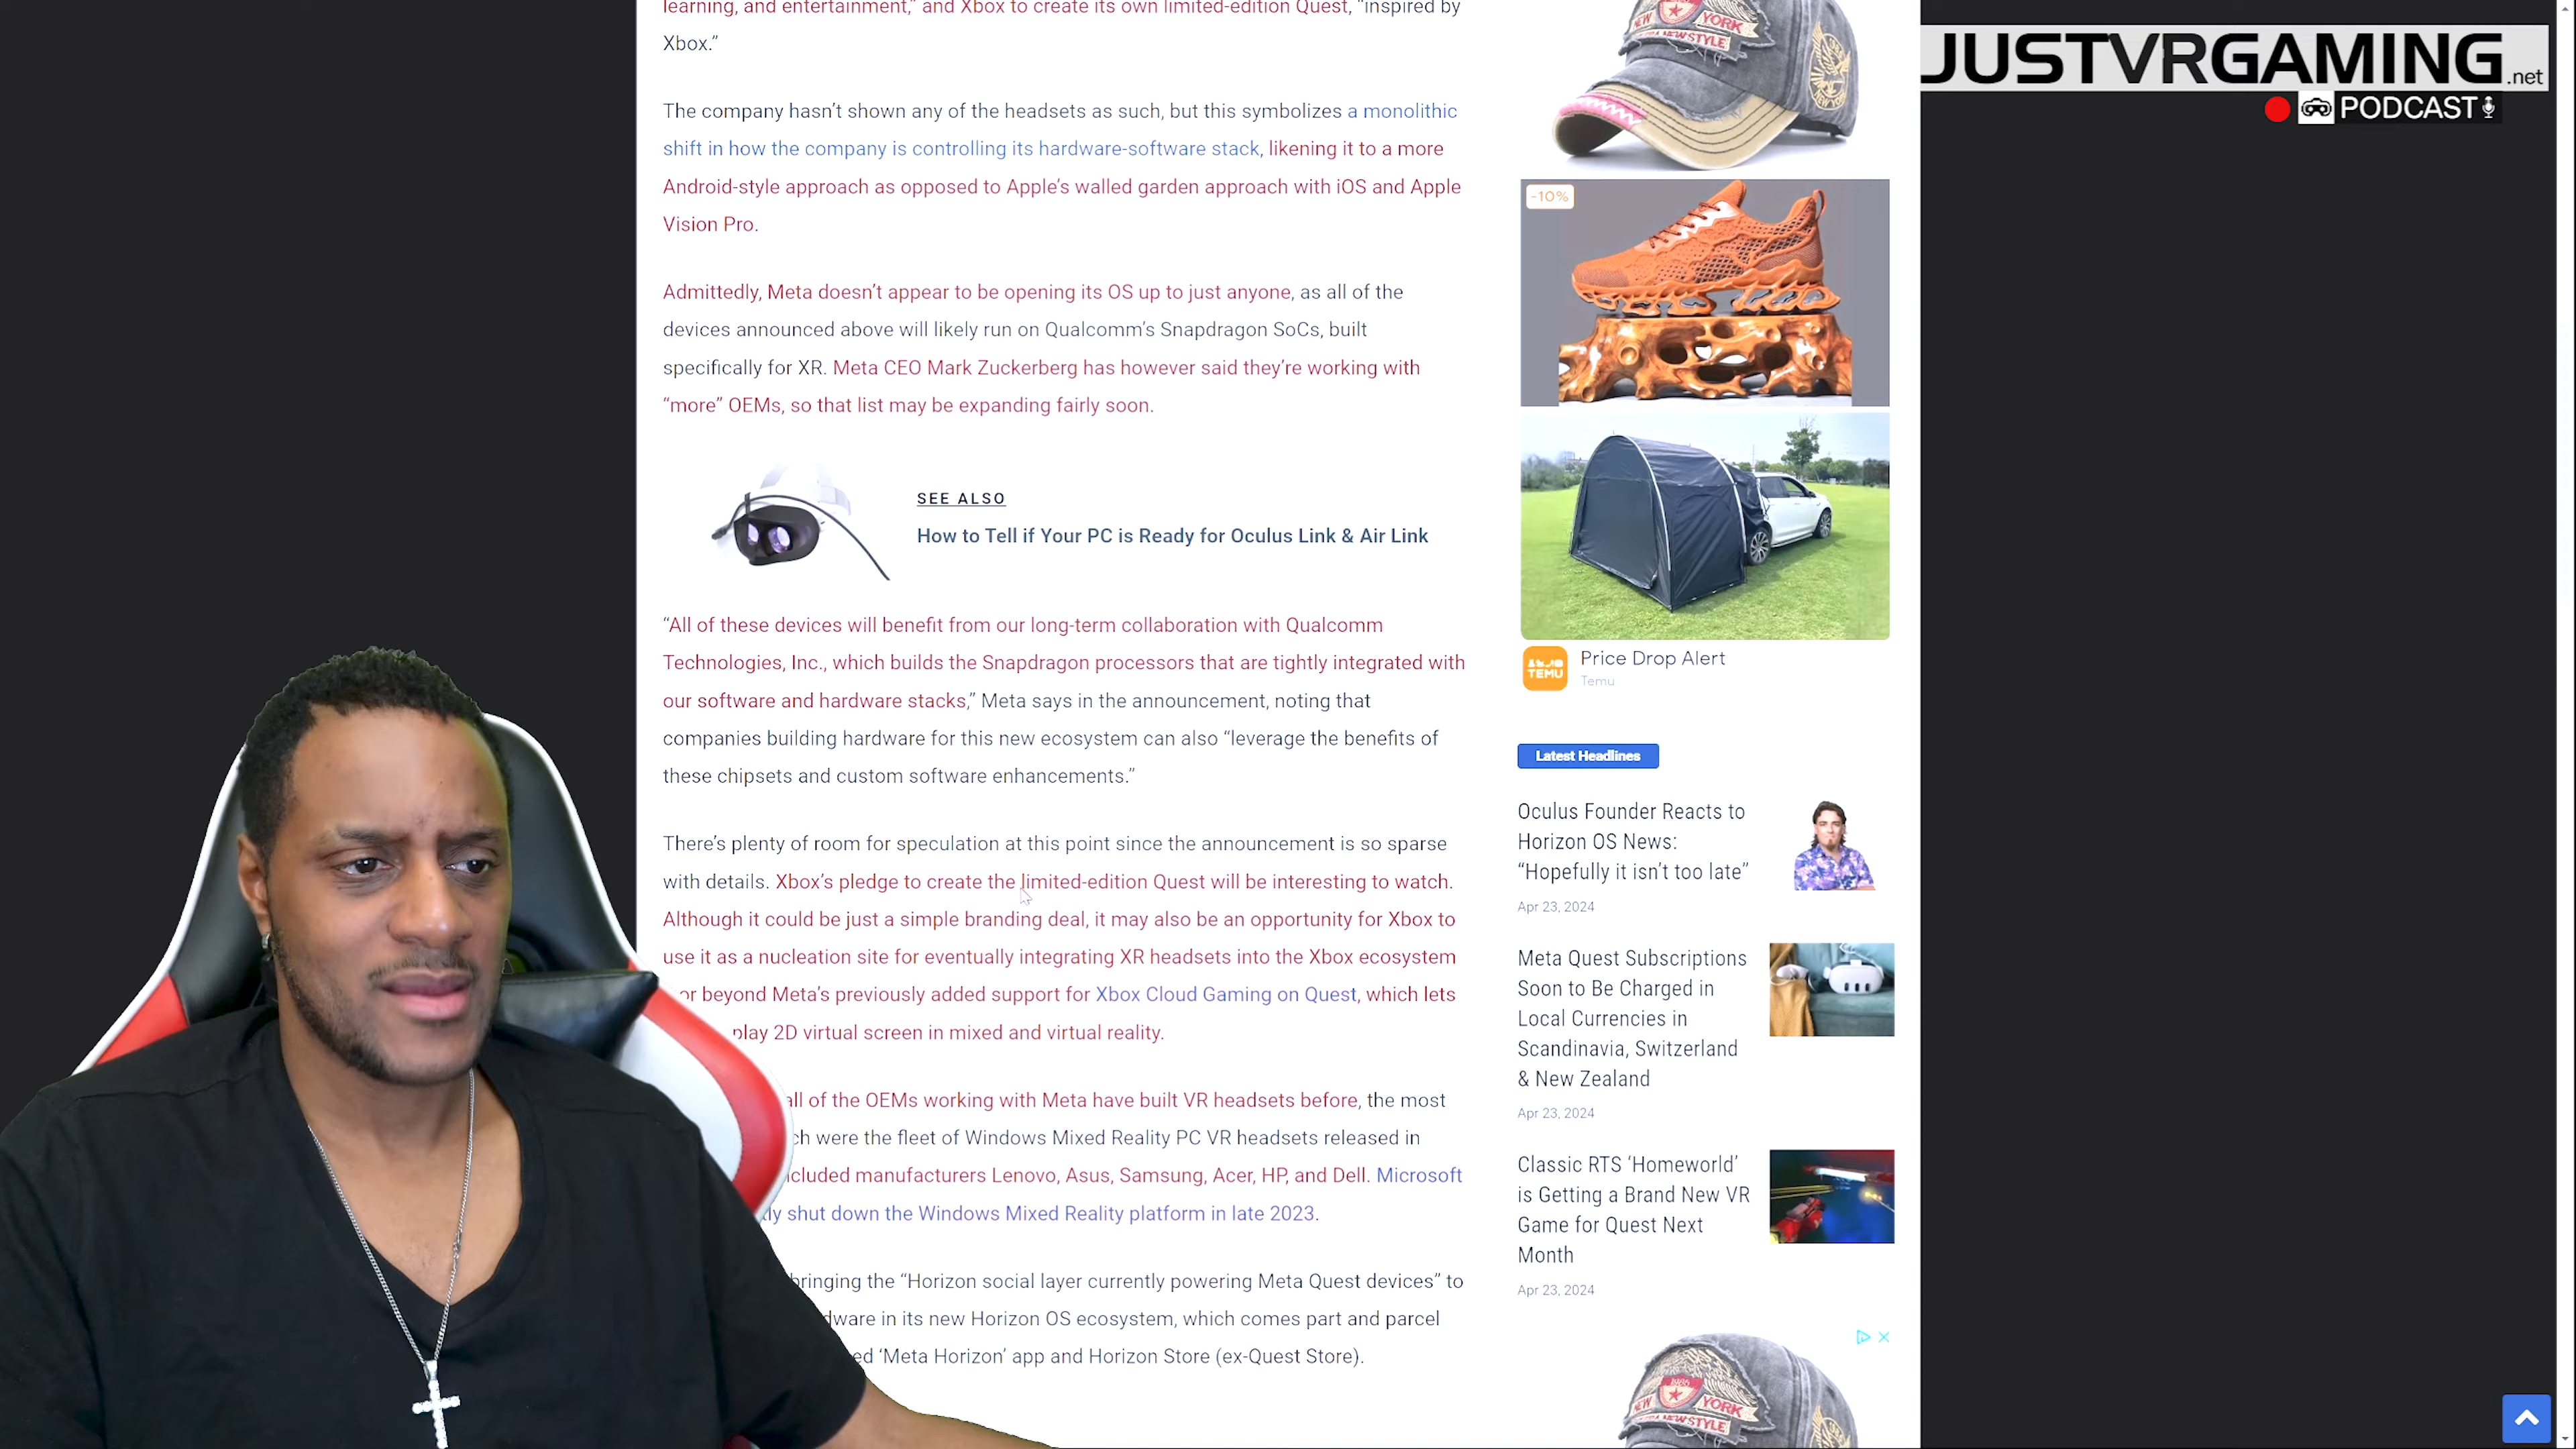 learning, and entertainment,” and Xbox to create its own limited-edition Quest, “inspired by
Xbox.”
The company hasn’t shown any of the headsets as such, but this symbolizes a monolithic
shift in how the company is controlling its hardware-software stack, likening it to a more
Android-style approach as opposed to Apple’s walled garden approach with iOS and Apple
Vision Pro.
Admittedly, Meta doesn’t appear to be opening its OS up to just anyone, as all of the
devices announced above will likely run on Qualcomm’s Snapdragon SoCs, built
specifically for XR. Meta CEO Mark Zuckerberg has however said they’re working with
“more” OEMs, so that list may be expanding fairly soon.
SEE ALSO
How to Tell if Your PC is Ready for Oculus Link & Air Link
“All of these devices will benefit from our long-term collaboration with Qualcomm
Technologies, Inc., which builds the Snapdragon processors that are tightly integrated with
our software and hardware stacks,” Meta says in the announcement, noting that
companies building hardware for this new ecosystem can also “leverage the benefits of
these chipsets and custom software enhancements.”
There’s plenty of room for speculation at this point since the announcement is so sparse
with details. Xbox’s pledge to create the limited-edition Quest will be interesting to watch.
Although it could be just a simple branding deal, it may also be an opportunity for Xbox to
use it as a nucleation site for eventually integrating XR headsets into the Xbox ecosystem
or beyond Meta’s previously added support for Xbox Cloud Gaming on Quest, which lets
play 2D virtual screen in mixed and virtual reality.
all of the OEMs working with Meta have built VR headsets before, the most
were the fleet of Windows Mixed Reality PC VR headsets released in
manufacturers Lenovo, Asus, Samsung, Acer, HP, and Dell. Microsoft
shut down the Windows Mixed Reality platform in late 2023.
bringing the “Horizon social layer currently powering Meta Quest devices” to
in its new Horizon OS ecosystem, which comes part and parcel
‘Meta Horizon’ app and Horizon Store (ex-Quest Store).
NEW YORK
NEW STYLE
-10%
TEMU
Price Drop Alert
Temu
Latest Headlines
Oculus Founder Reacts to
Horizon OS News:
“Hopefully it isn’t too late”
Apr 23, 2024
Meta Quest Subscriptions
Soon to Be Charged in
Local Currencies in
Scandinavia, Switzerland
& New Zealand
Apr 23, 2024
Classic RTS ‘Homeworld’
is Getting a Brand New VR
Game for Quest Next
Month
Apr 23, 2024
NEW YORK
NEW STYLE
JUSTVRGAMING.net
PODCAST